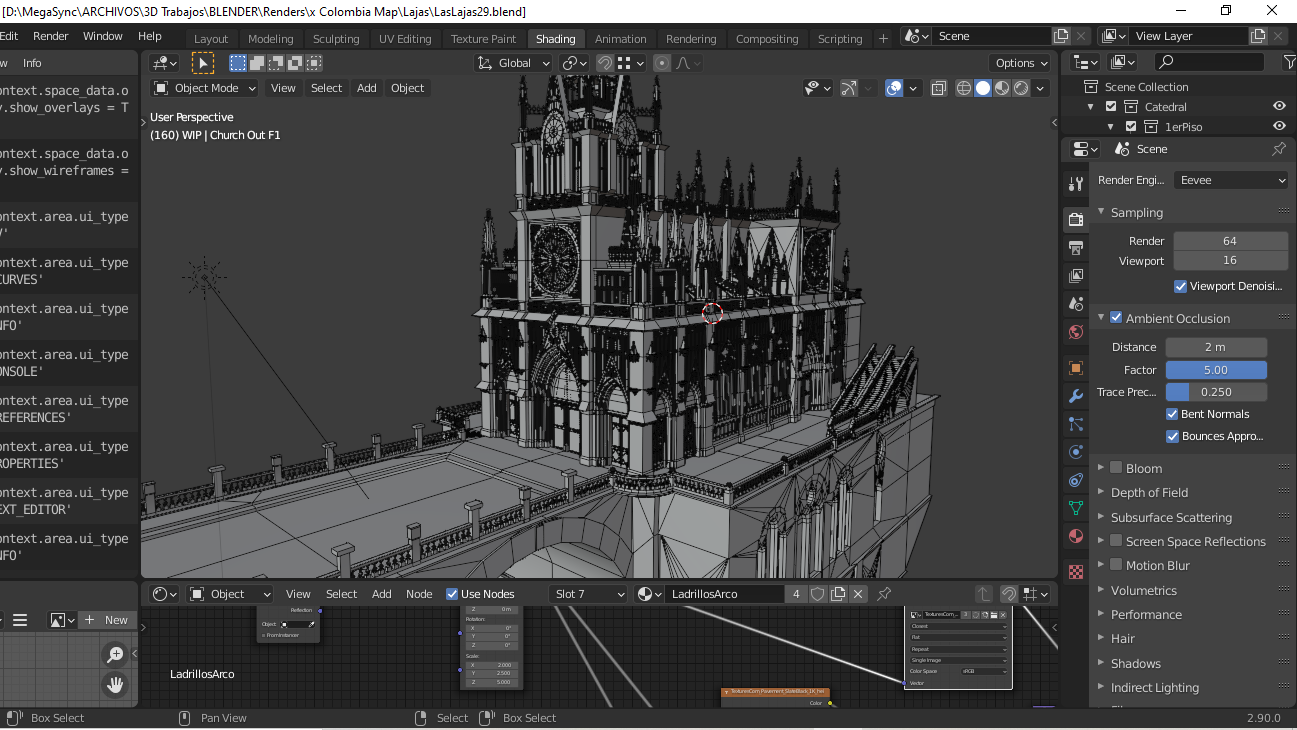 [D:\MegaSync\ARCHIVOS\3D Trabajos\BLENDER\Renders\x Colombia Map\Lajas\LasLajas29.blend]
Edit Render Window Help Layout Modeling Sculpting UV Editing Texture Paint Shading Animation Rendering Compositing Scripting + Scene View Layer
w Info Global Options
Object Mode View Select Add Object
Scene Collection
Catedral
1erPiso
User Perspective
(160) WIP | Church Out F1
ontext.space_data.o
y.show_overlays = T
ontext.space_data.o
y.show_wireframes =
ontext.area.ui_type
V'
ontext.area.ui_type
CURVES'
ontext.area.ui_type
NFO'
ontext.area.ui_type
ONSOLE'
ontext.area.ui_type
REFERENCES'
ontext.area.ui_type
ROPERTIES'
ontext.area.ui_type
EXT_EDITOR'
ontext.area.ui_type
NFO'
Scene
Render Engi... Eevee
Sampling
Render 64
Viewport 16
Viewport Denoisi...
Ambient Occlusion
Distance 2 m
Factor 5.00
Trace Prec... 0.250
Bent Normals
Bounces Appro...
Bloom
Depth of Field
Subsurface Scattering
Screen Space Reflections
Motion Blur
Volumetrics
Performance
Hair
Shadows
Indirect Lighting
Object View Select Add Node Use Nodes Slot 7 LadrillosArco 4
+ New
Reflection
Object
From Instancer
Z 0 m
Rotation:
X 0°
Y 0°
Z 0°
Scale:
X 2.000
Y 2.500
Z 5.000
TexturesCom_...
Closest
Flat
Repeat
Single Image
Color Space sRGB
Vector
Color
LadrillosArco
Box Select Pan View Select Box Select 2.90.0